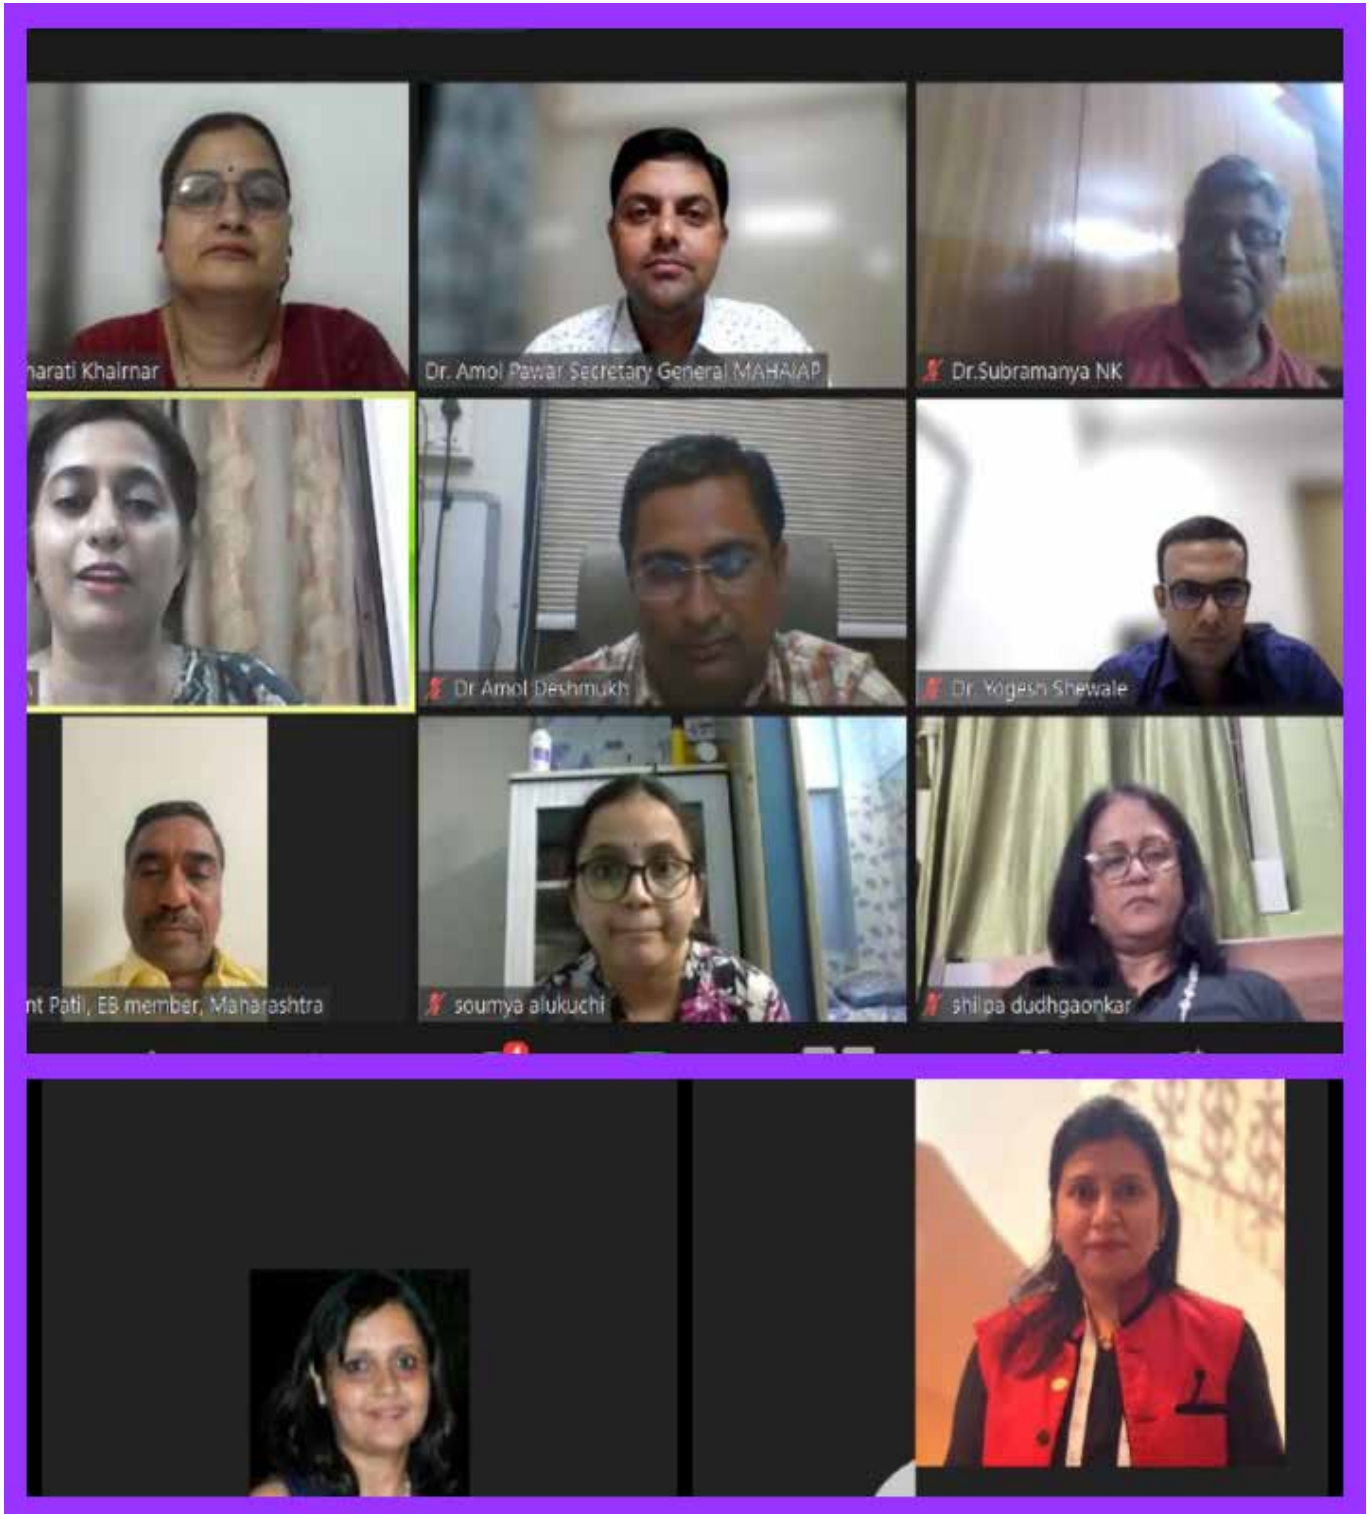 harati Khairnar
Dr. Amol Pawar Secretary General MAHAIAP
Dr.Subramanya NK
Dr Amol Deshmukh
Dr. Yogesh Shewale
nt Patil, EB member, Maharashtra
soumya alukuchi
shilpa dudhgaonkar
4